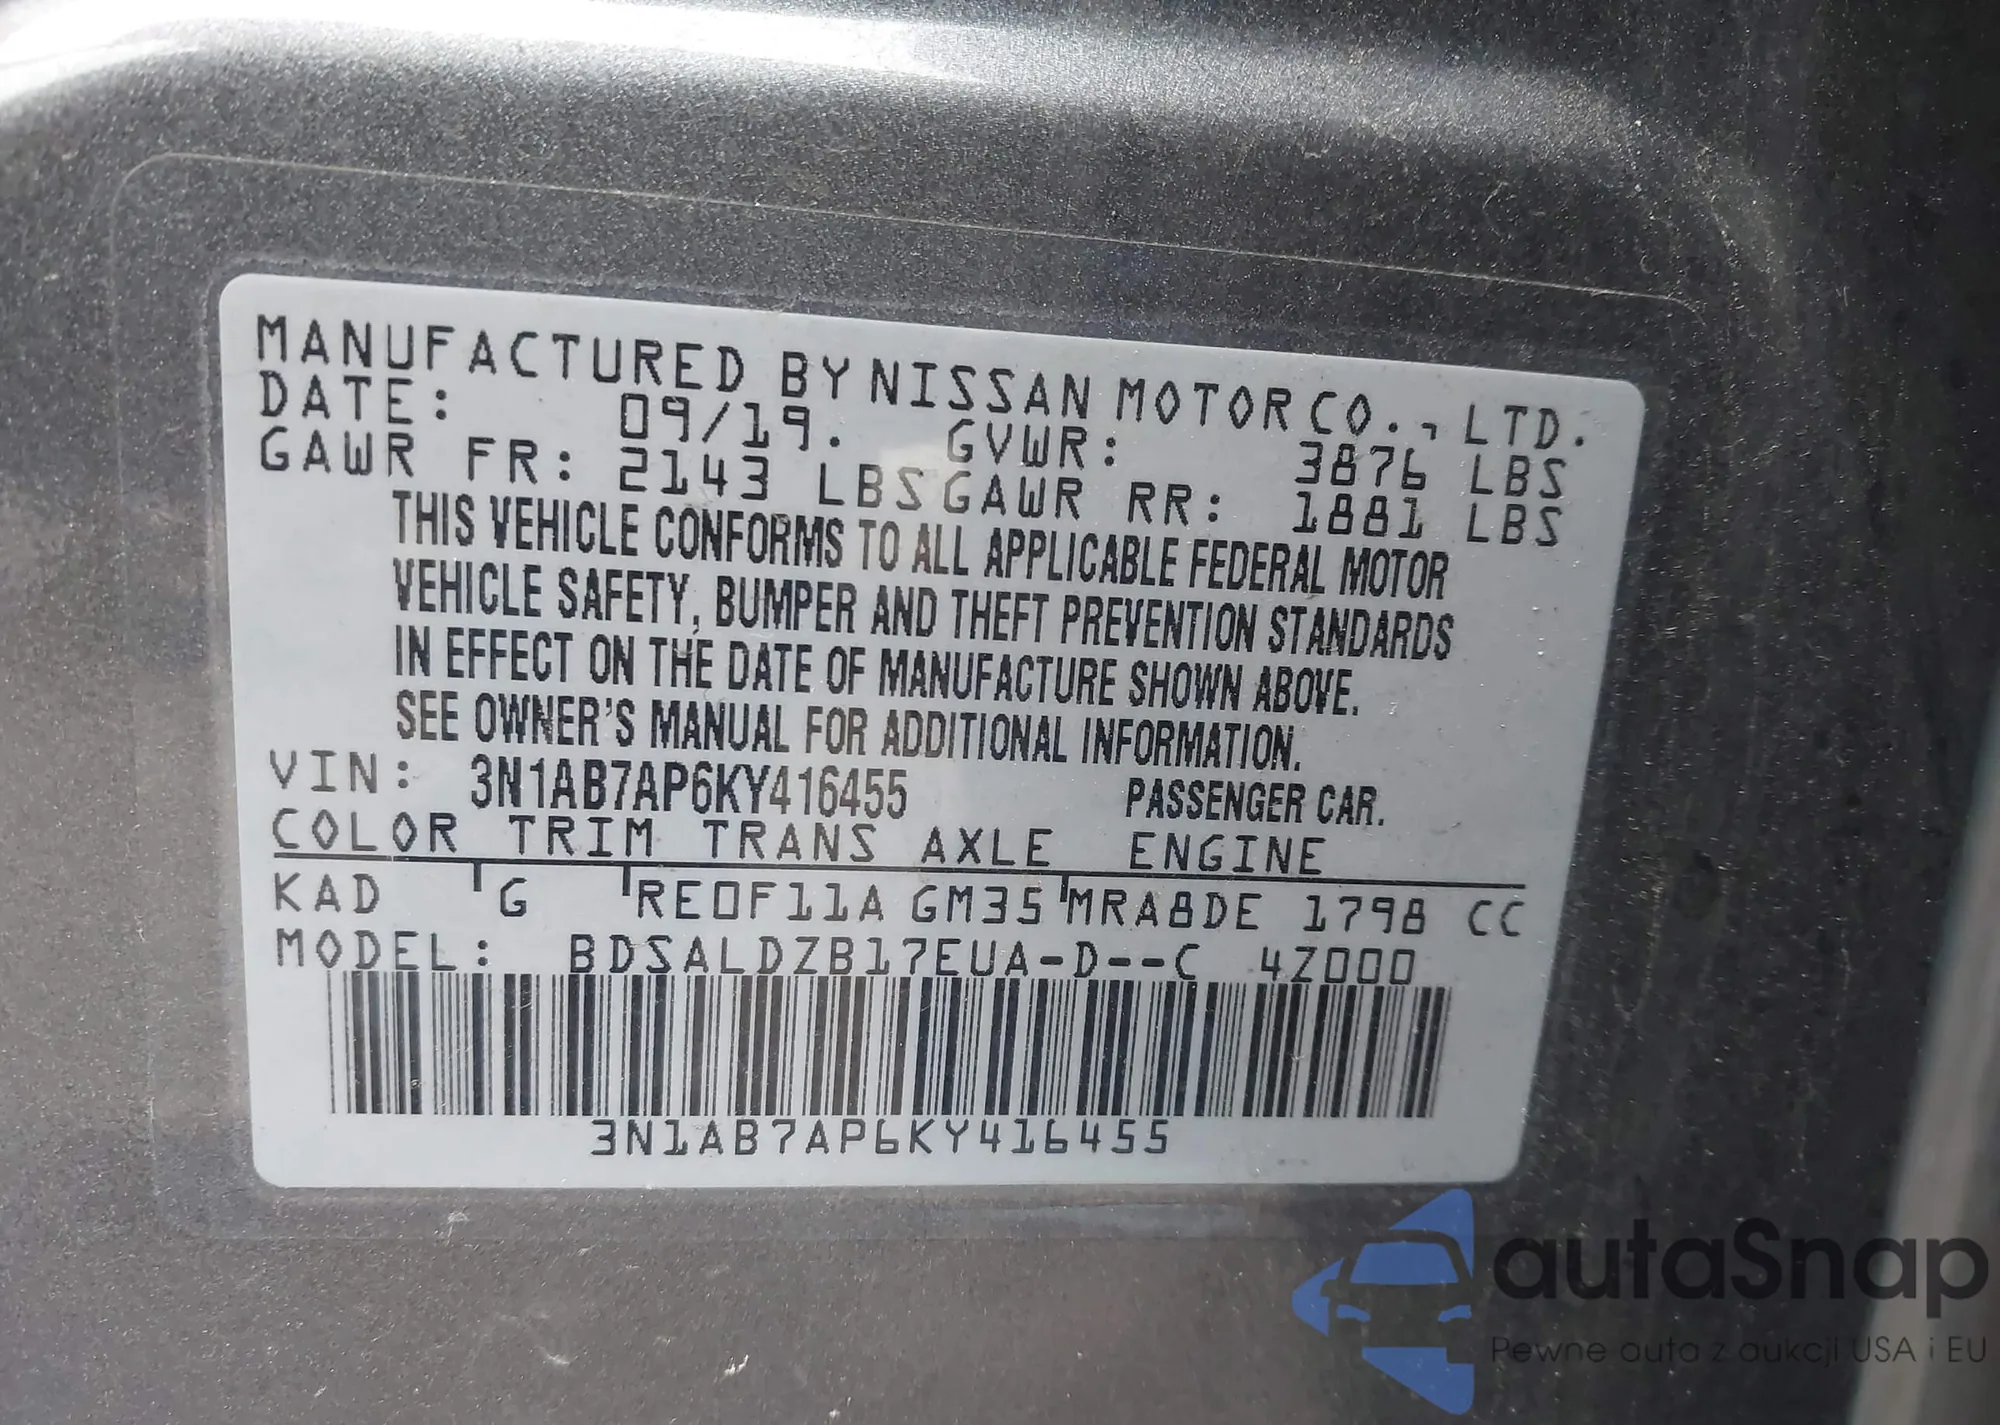 MANUFACTURED BY NISSAN MOTOR CO., LTD.
DATE: 09/19. GVWR: 3876 LBS
GAWR FR: 2143 LBS GAWR RR: 1881 LBS
THIS VEHICLE CONFORMS TO ALL APPLICABLE FEDERAL MOTOR
VEHICLE SAFETY, BUMPER AND THEFT PREVENTION STANDARDS
IN EFFECT ON THE DATE OF MANUFACTURE SHOWN ABOVE.
SEE OWNER'S MANUAL FOR ADDITIONAL INFORMATION.
VIN: 3N1AB7AP6KY416455 PASSENGER CAR.
COLOR TRIM TRANS AXLE ENGINE
KAD G RE0F11A GM35 MRA8DE 1798 CC
MODEL: BDSALDZB17EUA-D--C 4Z000
3N1AB7AP6KY416455
autaSnap
Pewne auta z aukcji USA i EU